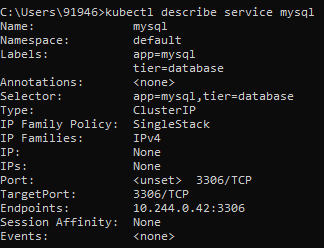 C:\Users\91946>kubectl describe service mysql
Name:              mysql
Namespace:         default
Labels:            app=mysql
                   tier=database
Annotations:       <none>
Selector:          app=mysql,tier=database
Type:              ClusterIP
IP Family Policy:  SingleStack
IP Families:       IPv4
IP:                None
IPs:               None
Port:              <unset>  3306/TCP
TargetPort:        3306/TCP
Endpoints:         10.244.0.42:3306
Session Affinity:  None
Events:            <none>